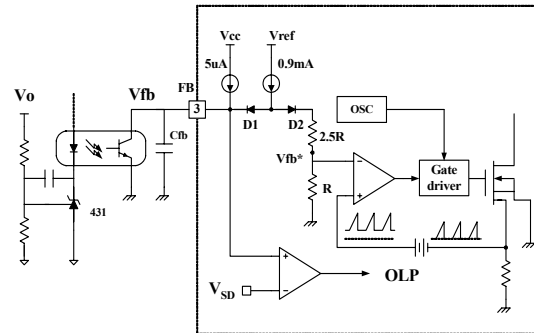 Vcc Vref
5uA 0.9mA
Vo Vfb FB
3
OSC
D1 D2
2.5R
Cfb
Vfb*
R
Gate
driver
431
OLP
VSD